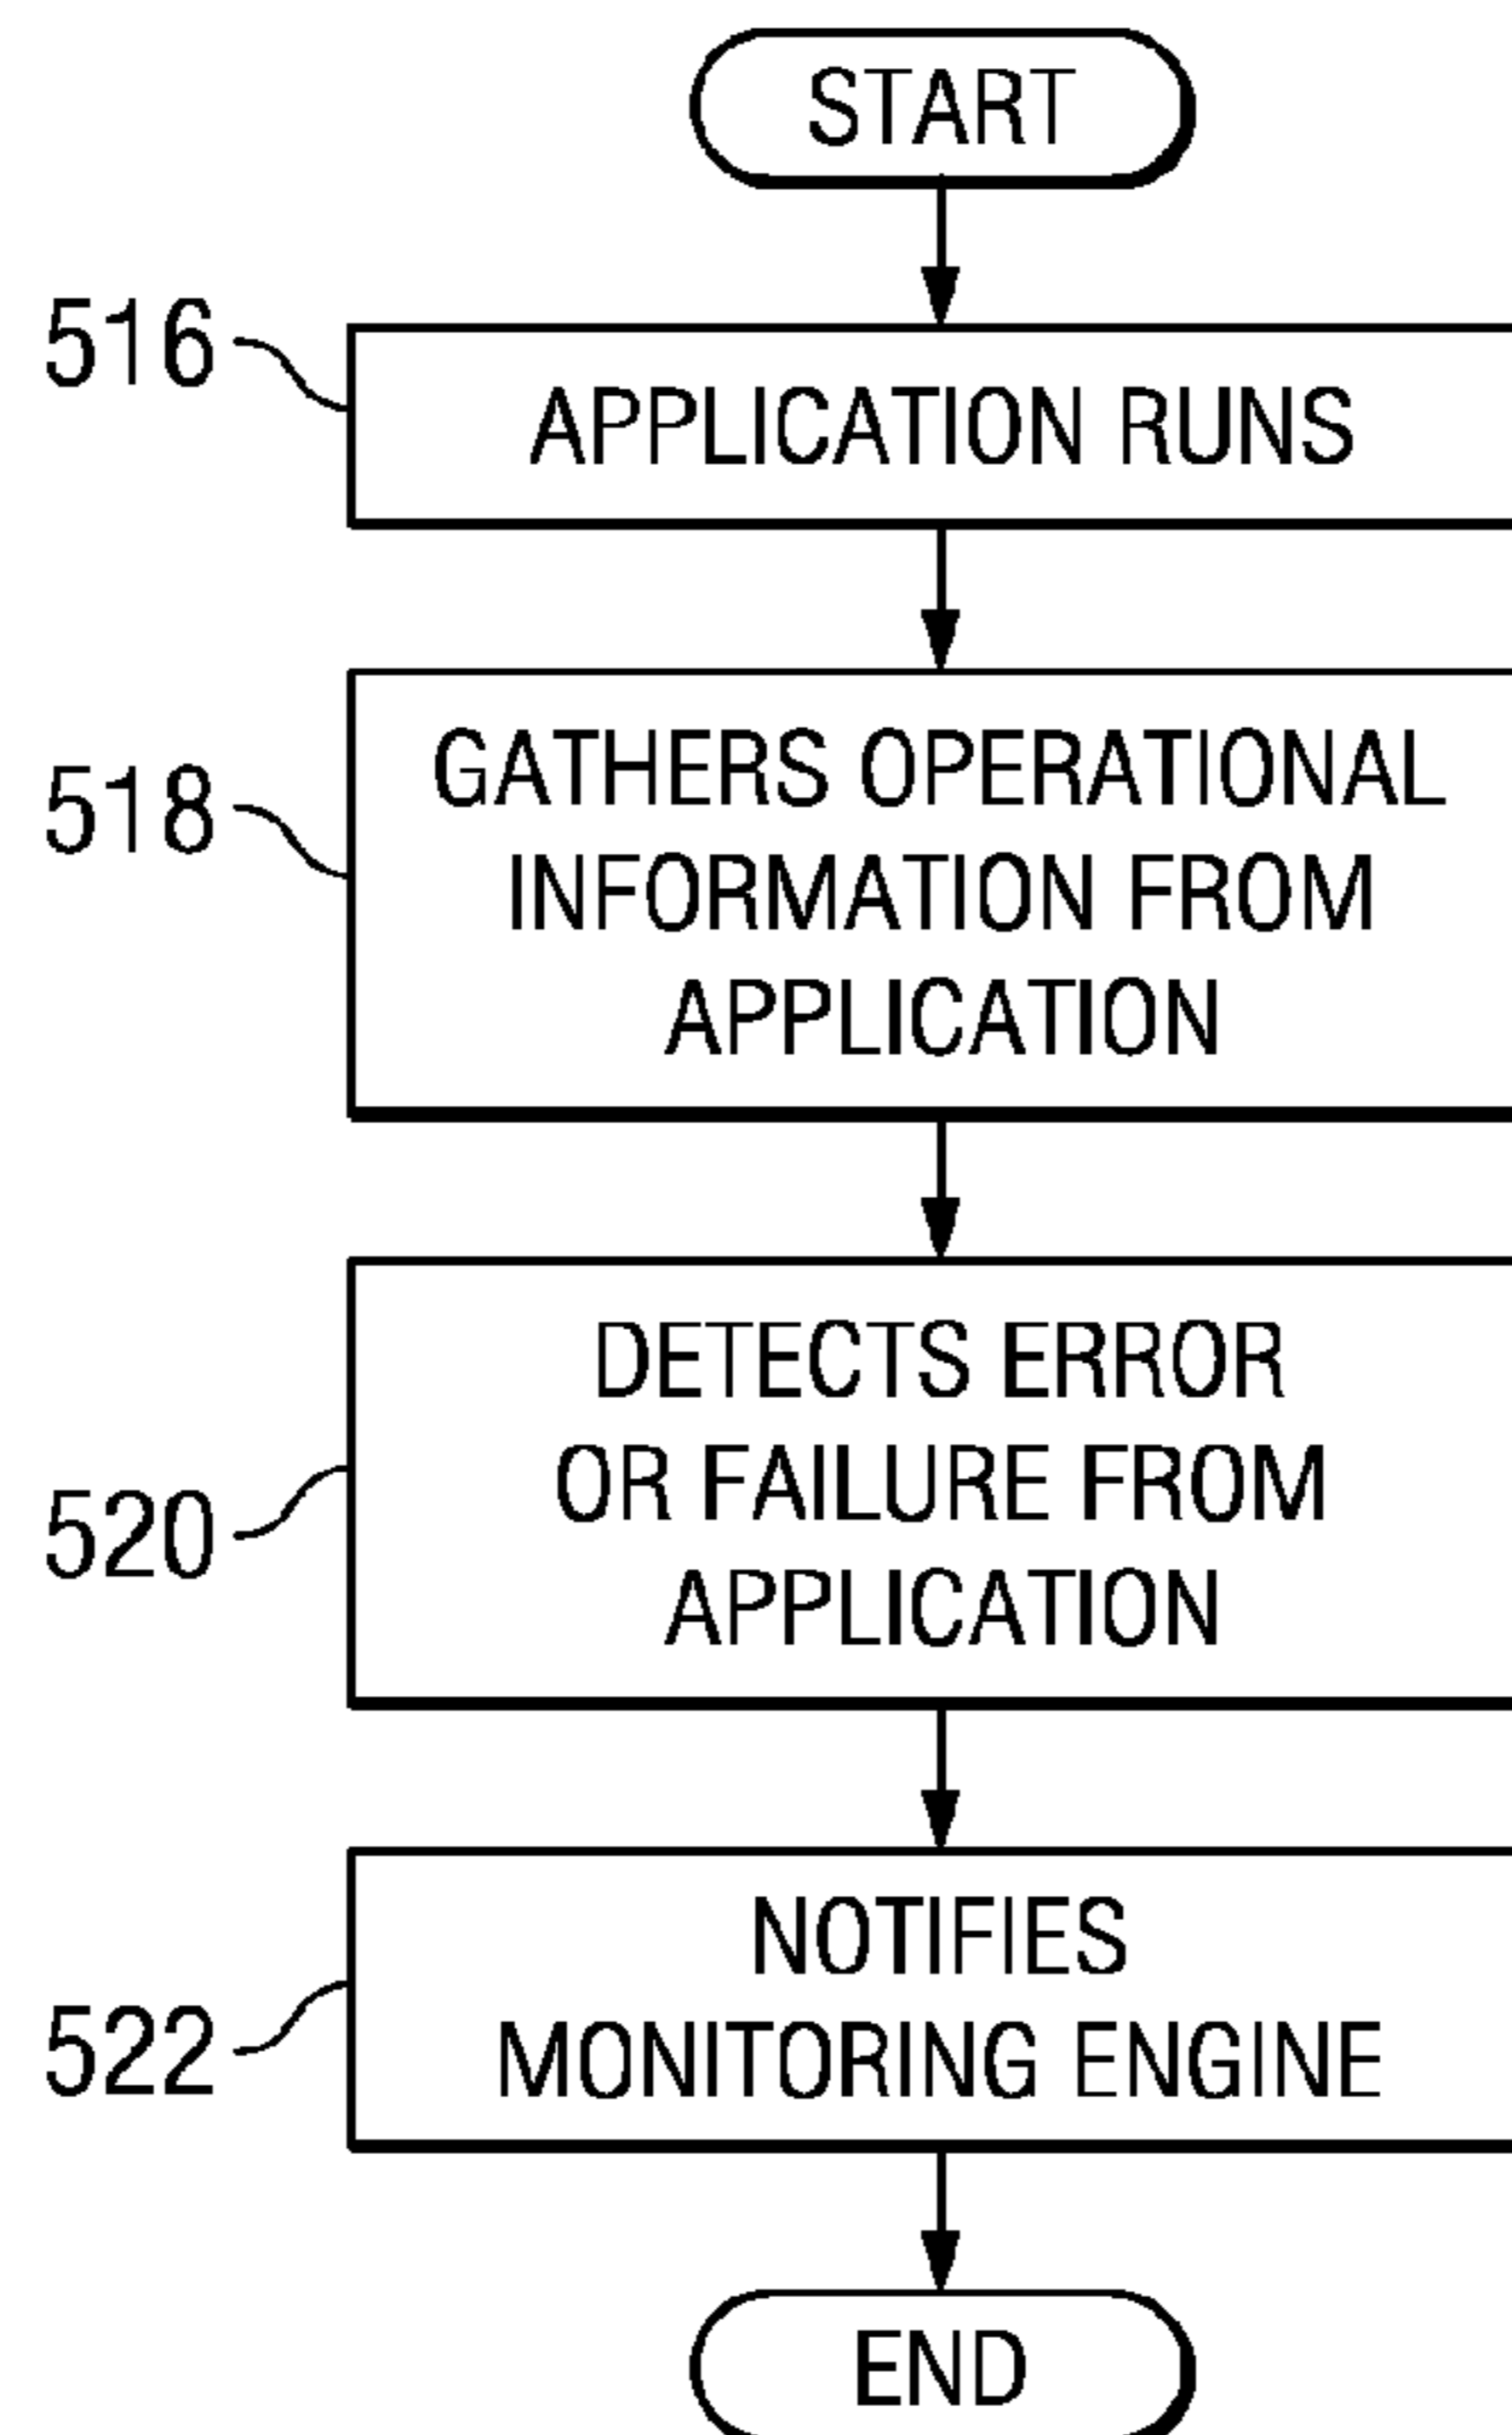 START
516
APPLICATION RUNS
518
GATHERS OPERATIONAL
INFORMATION FROM
APPLICATION
520
DETECTS ERROR
OR FAILURE FROM
APPLICATION
522
NOTIFIES
MONITORING ENGINE
END